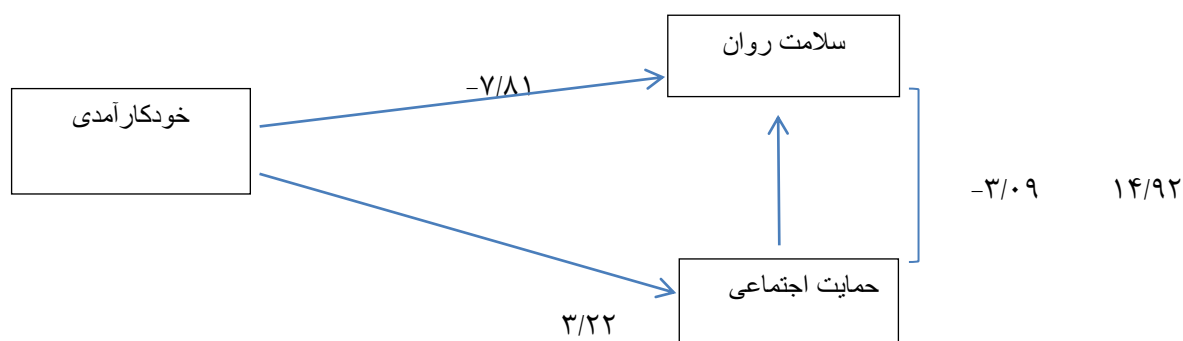 سلامت روان
-۷/۸۱
خودکارآمدی
-۳/۰۹
۱۴/۹۲
حمایت اجتماعی
۳/۲۲